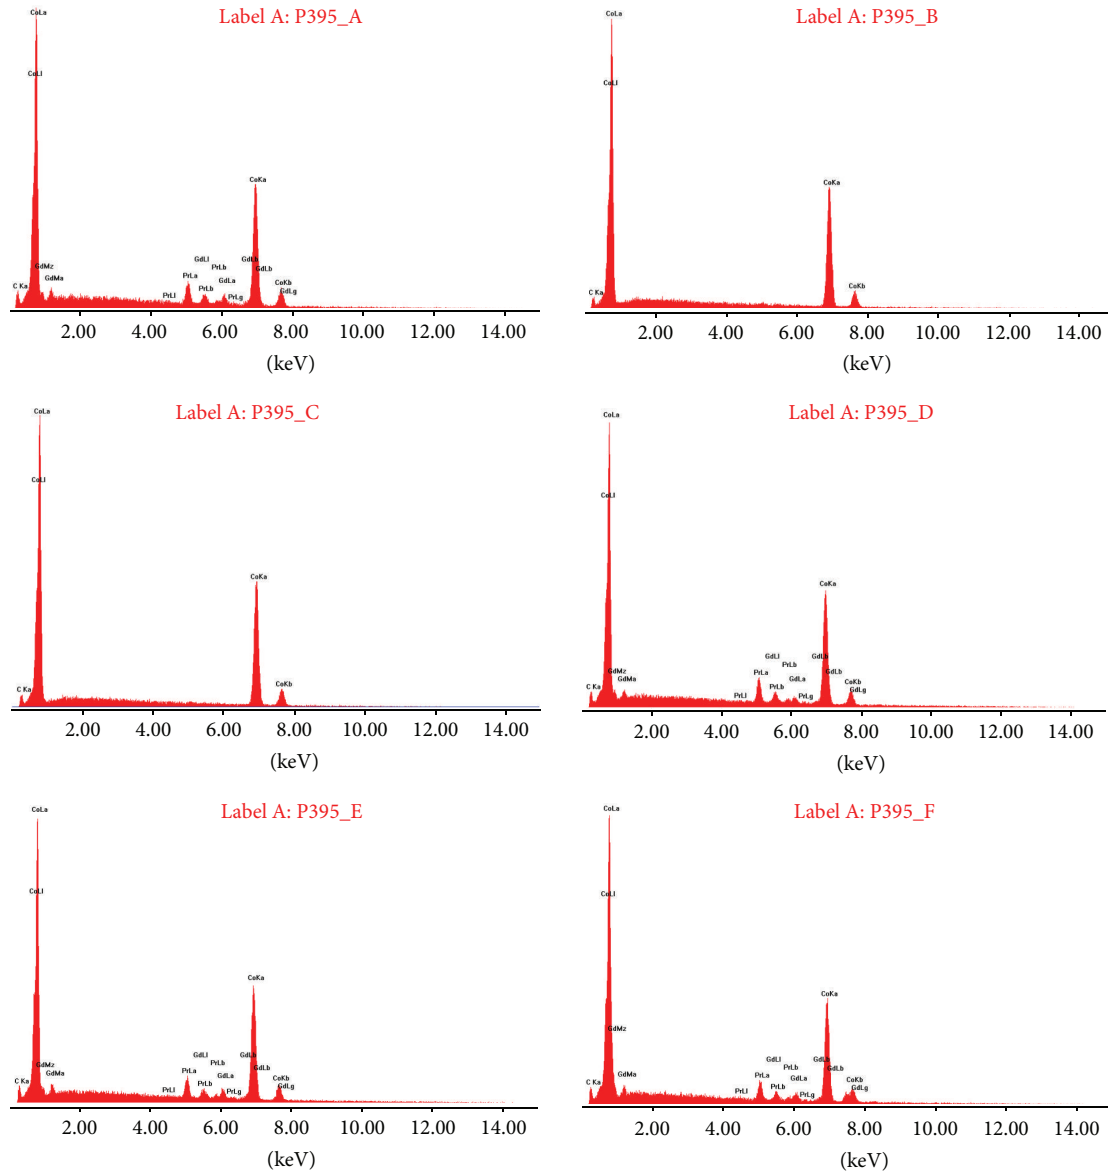 Label A: P395_A
CoLa
CoLl
CoKa
GdLl
GdLb
PrLb
GdLb
GdMz
GdMa
PrLa
GdLa
CoKb
C Ka
PrLl
PrLb
PrLg
GdLg
2.00 4.00 6.00 8.00 10.00 12.00 14.00
(keV)
Label A: P395_B
CoLa
CoLl
CoKa
C Ka
CoKb
2.00 4.00 6.00 8.00 10.00 12.00 14.00
(keV)
Label A: P395_C
CoLa
CoLl
CoKa
C Ka
CoKb
2.00 4.00 6.00 8.00 10.00 12.00 14.00
(keV)
Label A: P395_D
CoLa
CoLl
CoKa
GdLl
GdLb
PrLb
GdMz
PrLa
GdLb
GdMa
GdLa
CoKb
C Ka
PrLl
PrLb
PrLg
GdLg
2.00 4.00 6.00 8.00 10.00 12.00 14.00
(keV)
Label A: P395_E
CoLa
CoLl
CoKa
GdLl
GdLb
PrLb
GdMz
GdLb
GdMa
PrLa
GdLa
CoKb
C Ka
PrLl
PrLb
PrLg
GdLg
2.00 4.00 6.00 8.00 10.00 12.00 14.00
(keV)
Label A: P395_F
CoLa
CoLl
CoKa
GdMz
GdLl
GdLb
PrLb
GdLb
GdMa
PrLa
GdLa
CoKb
C Ka
PrLl
PrLb
PrLg
GdLg
2.00 4.00 6.00 8.00 10.00 12.00 14.00
(keV)